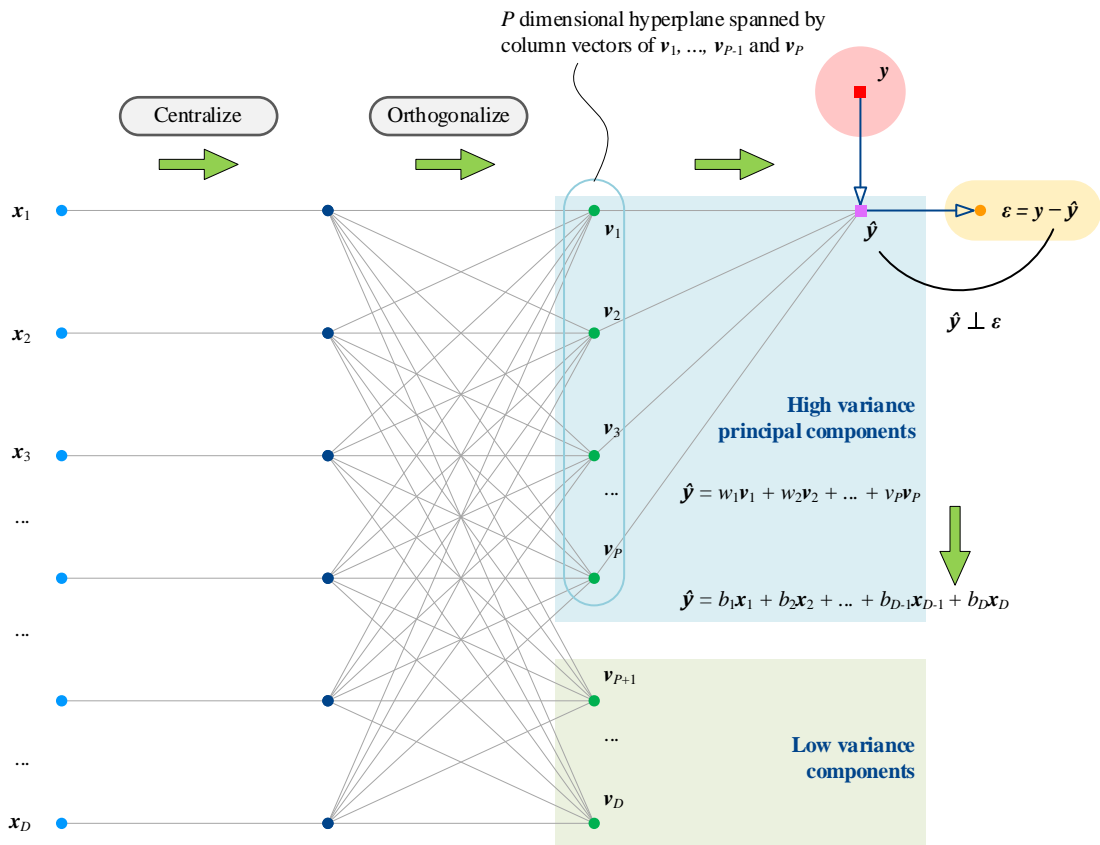 P dimensional hyperplane spanned by
column vectors of v1, ..., vP-1 and vP
Centralize
Orthogonalize
y
x1
v1
ŷ
ε = y − ŷ
x2
v2
ŷ ⊥ ε
High variance
principal components
x3
v3
...
...
ŷ = w1v1 + w2v2 + ... + vPvP
vP
ŷ = b1x1 + b2x2 + ... + bD-1xD-1 + bDxD
...
vP+1
...
...
Low variance
components
xD
vD